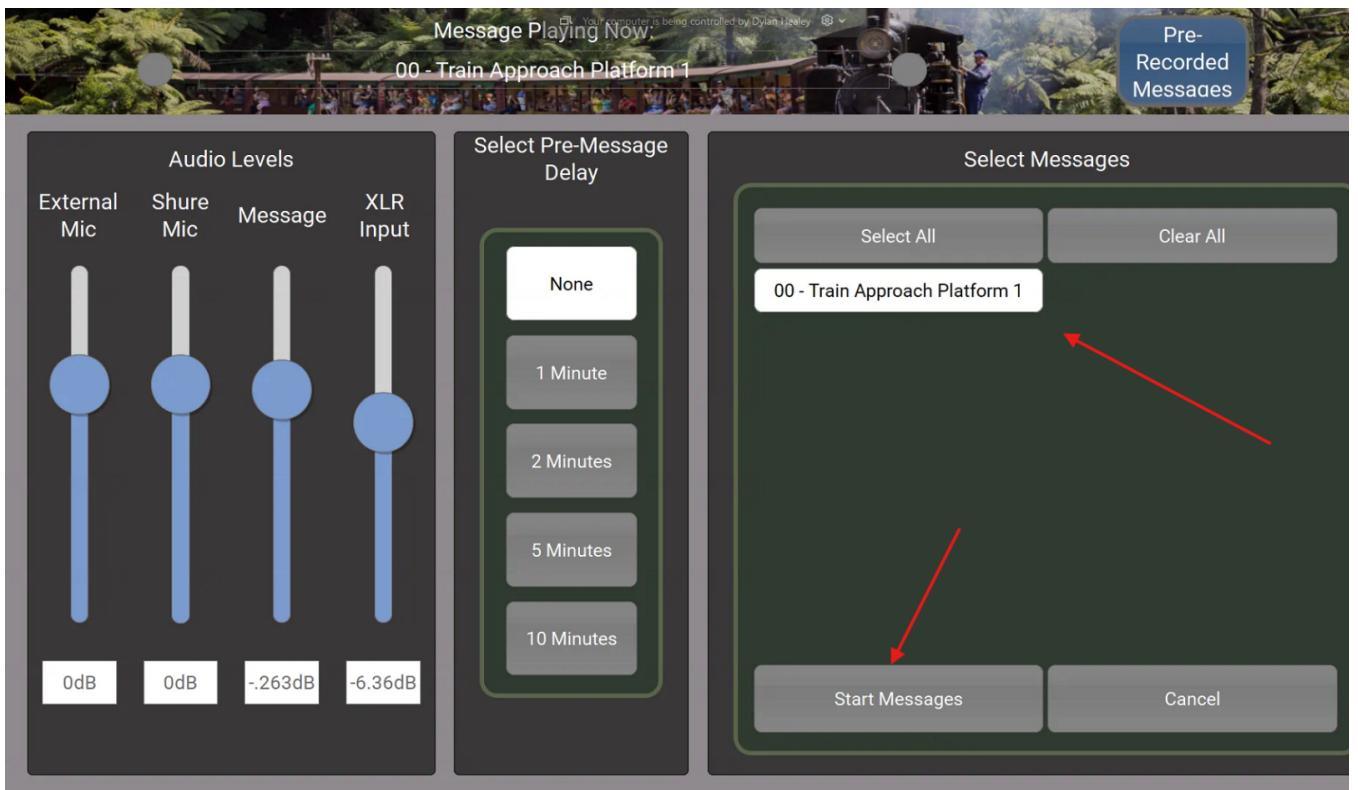 Your computer is being controlled by Dylan Healey
Message Playing Now:
00 - Train Approach Platform 1
Pre-
Recorded
Messages
Audio Levels
External
Mic
Shure
Mic
Message
XLR
Input
0dB
0dB
-.263dB
-6.36dB
Select Pre-Message
Delay
None
1 Minute
2 Minutes
5 Minutes
10 Minutes
Select Messages
Select All
Clear All
00 - Train Approach Platform 1
Start Messages
Cancel